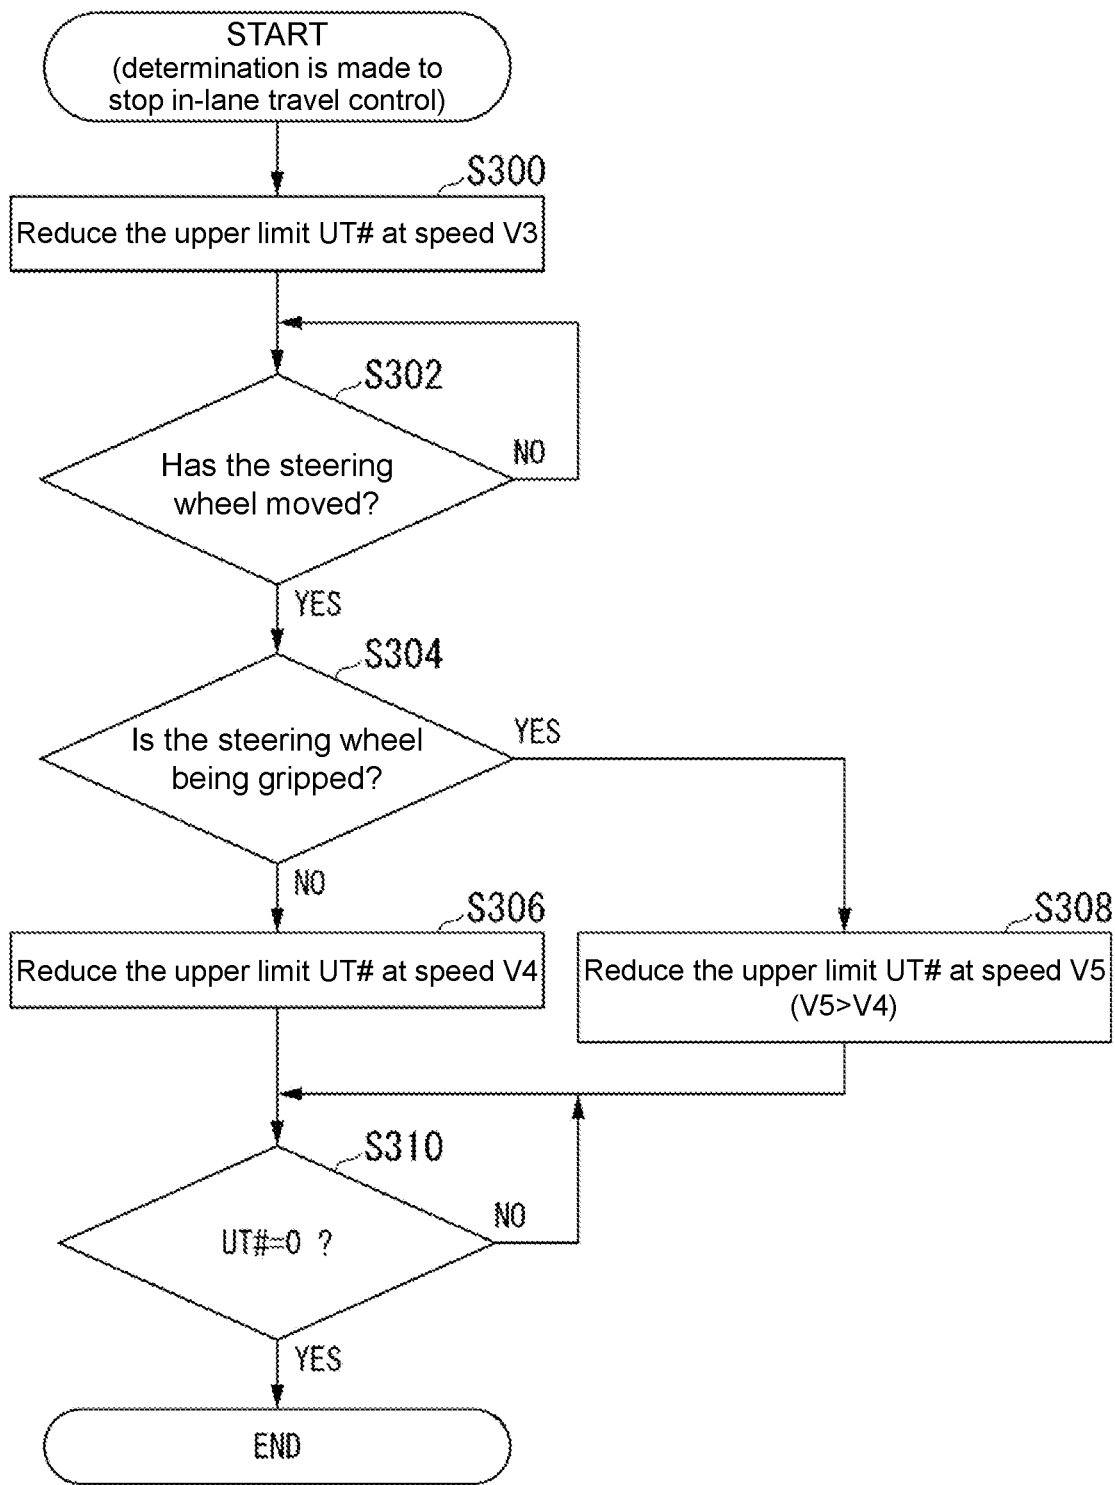 START
(determination is made to
stop in-lane travel control)
S300
Reduce the upper limit UT# at speed V3
S302
Has the steering
wheel moved?
NO
YES
S304
Is the steering wheel
being gripped?
YES
NO
S306
Reduce the upper limit UT# at speed V4
S308
Reduce the upper limit UT# at speed V5
(V5>V4)
S310
UT#=0 ?
NO
YES
END